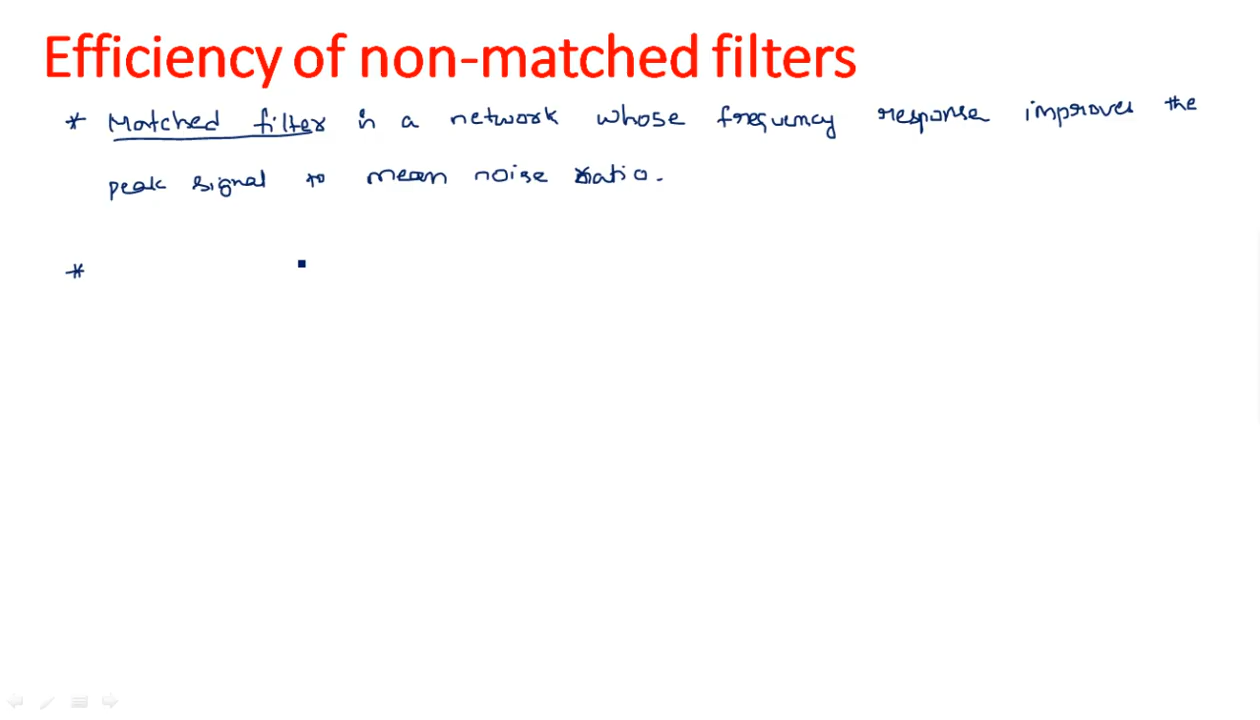 Efficiency of non-matched filters
* Matched filter is a network whose frequency response improves the
peak signal to mean noise ratio.
*